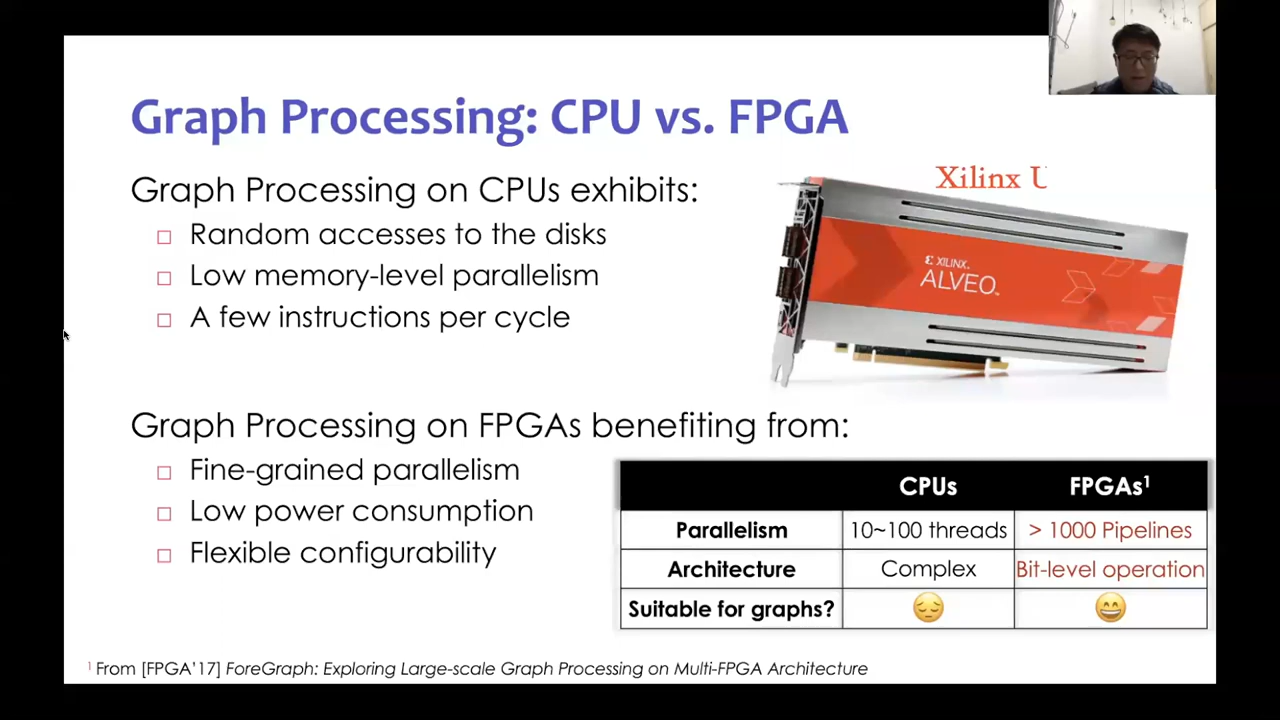 Graph Processing: CPU vs. FPGA
Graph Processing on CPUs exhibits:
Random accesses to the disks
Low memory-level parallelism
A few instructions per cycle
Xilinx U
XILINX
ALVEO
Graph Processing on FPGAs benefiting from:
Fine-grained parallelism
Low power consumption
Flexible configurability
CPUs FPGAs¹
Parallelism 10~100 threads > 1000 Pipelines
Architecture Complex Bit-level operation
Suitable for graphs?
¹ From [FPGA'17] ForeGraph: Exploring Large-scale Graph Processing on Multi-FPGA Architecture